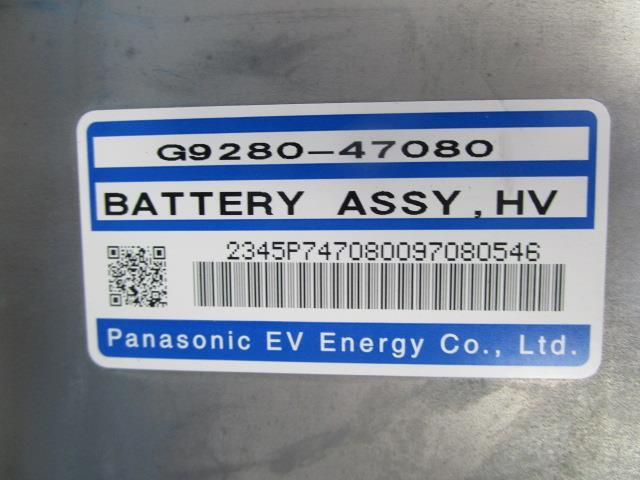 G9280-47080
BATTERY ASSY,HV
2345P747080097080546
Panasonic EV Energy Co., Ltd.